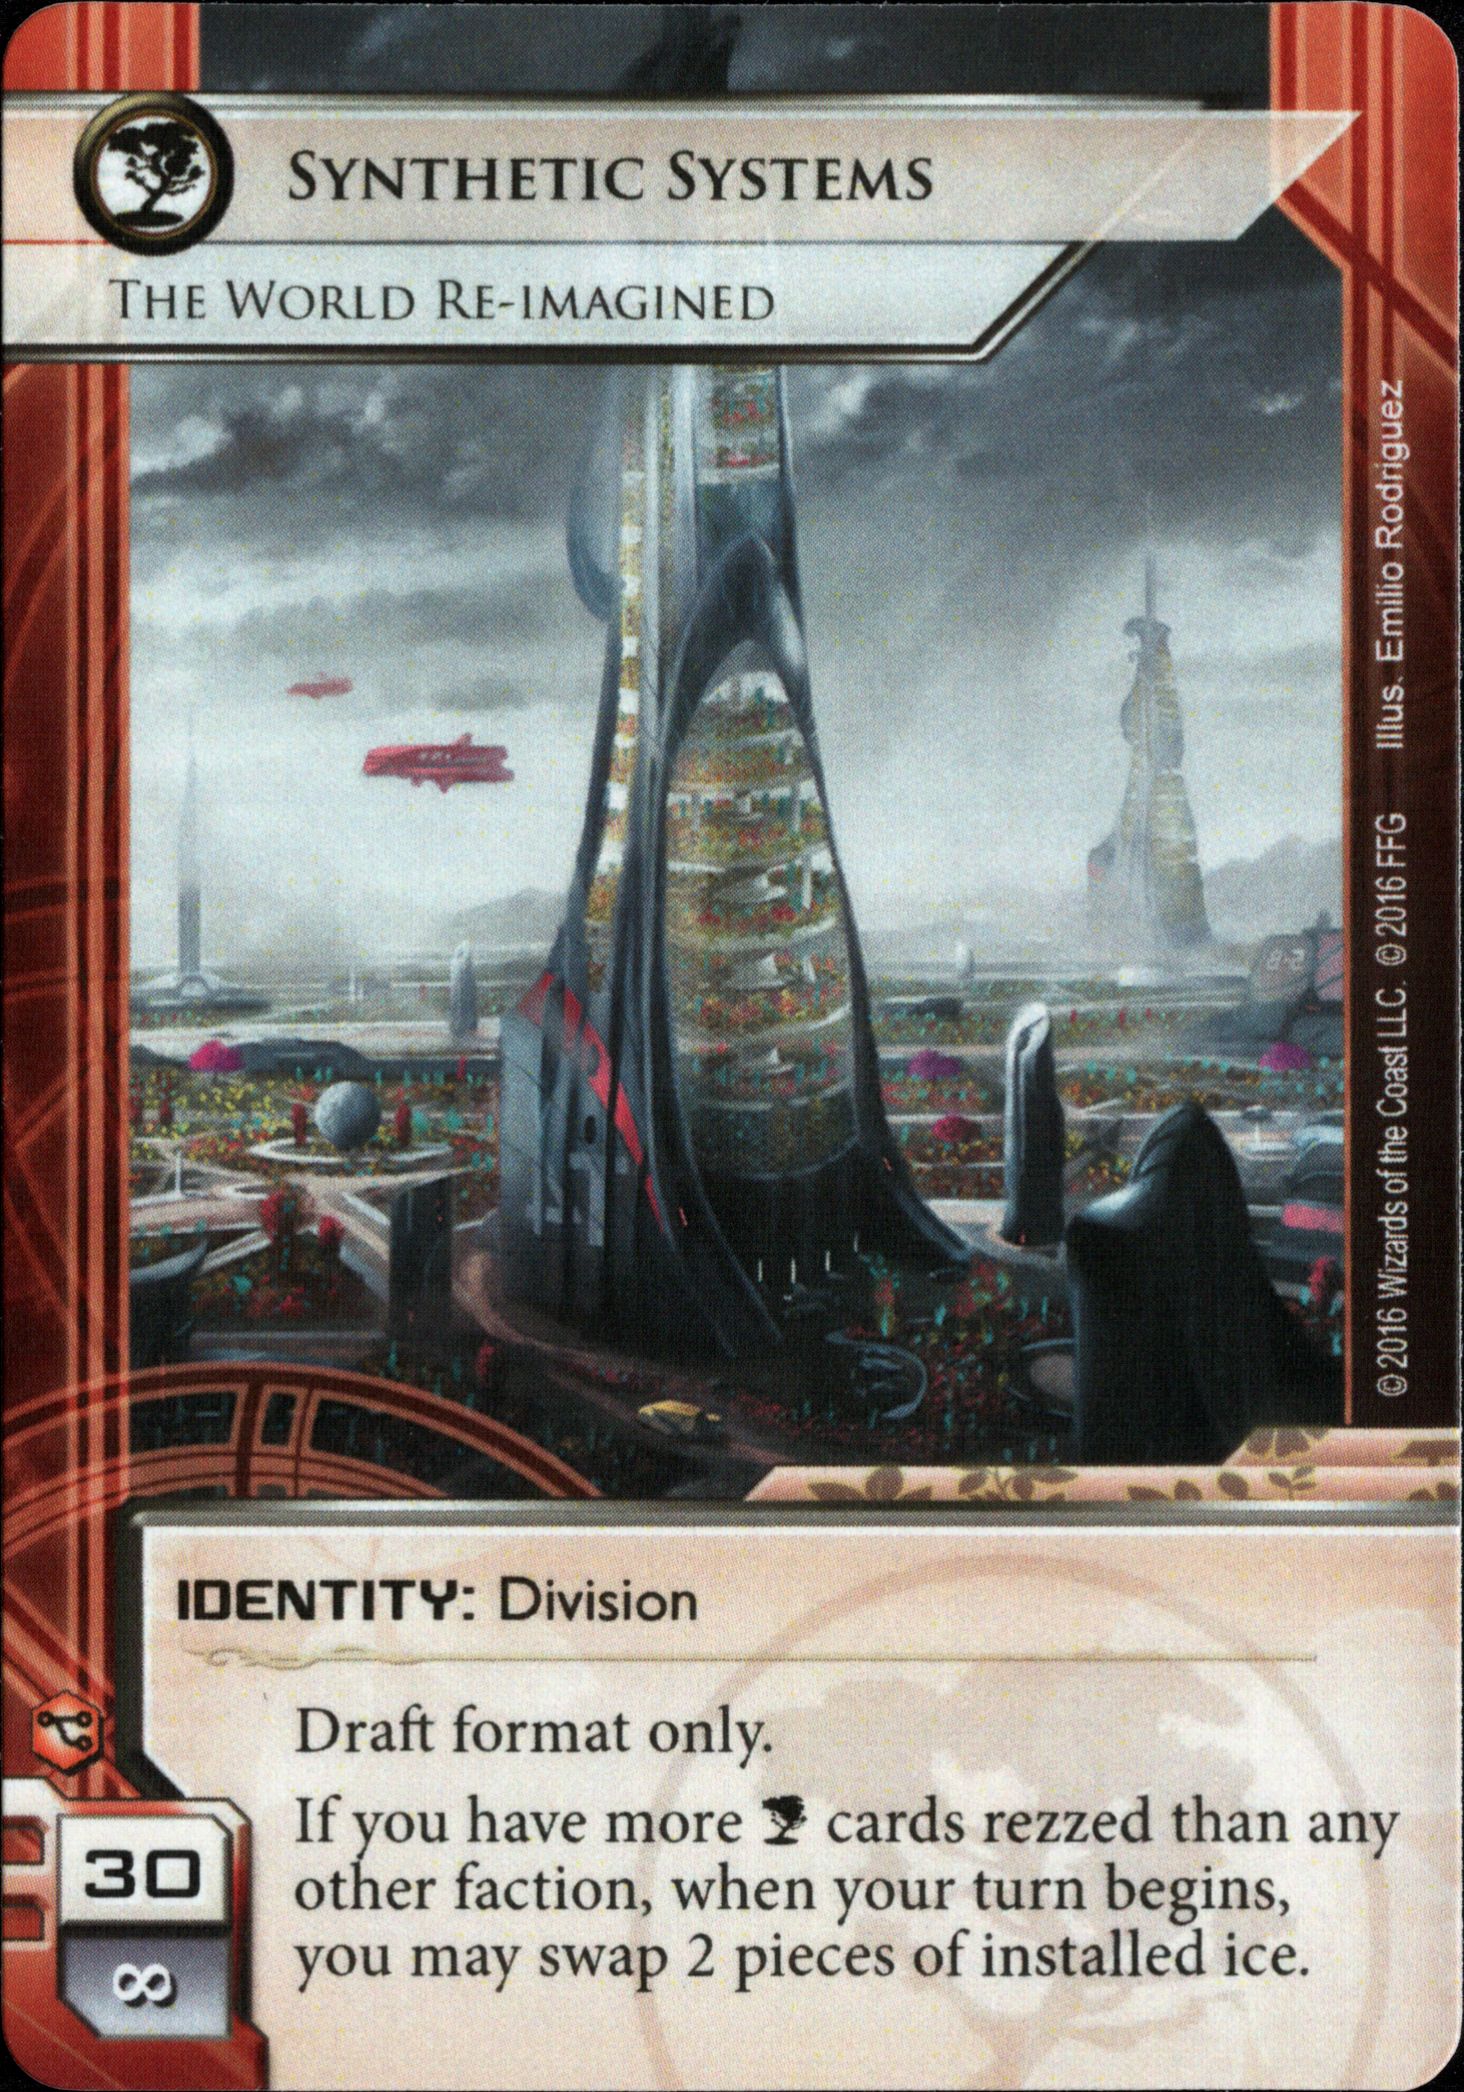 SYNTHETIC SYSTEMS
THE WORLD RE-IMAGINED
© 2016 Wizards of the Coast LLC. © 2016 FFG Illus. Emilio Rodriguez
8-2
IDENTITY: Division
Draft format only.
If you have more cards rezzed than any
other faction, when your turn begins,
you may swap 2 pieces of installed ice.
30
∞